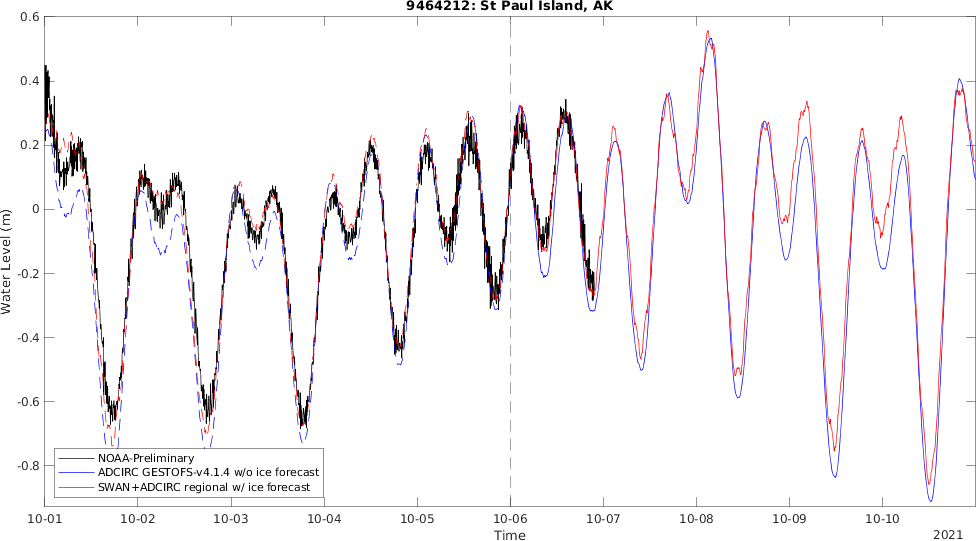 9464212: St Paul Island, AK
Water Level (m)
0.6
0.4
0.2
0
-0.2
-0.4
-0.6
-0.8
NOAA-Preliminary
ADCIRC GESTOFS-v4.1.4 w/o ice forecast
SWAN+ADCIRC regional w/ ice forecast
10-01 10-02 10-03 10-04 10-05 10-06 10-07 10-08 10-09 10-10
Time
2021